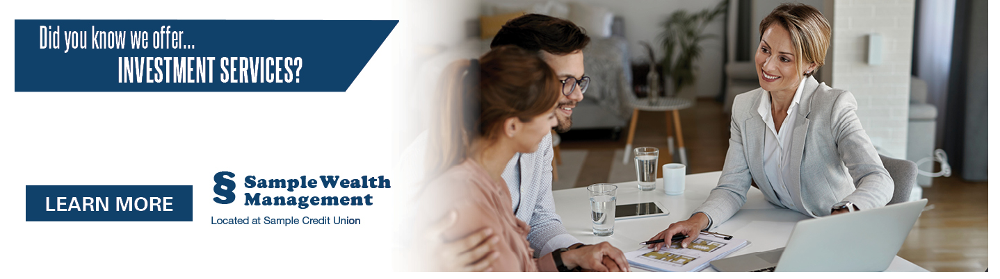 Did you know we offer...
INVESTMENT SERVICES?
LEARN MORE
§ Sample Wealth
Management
Located at Sample Credit Union